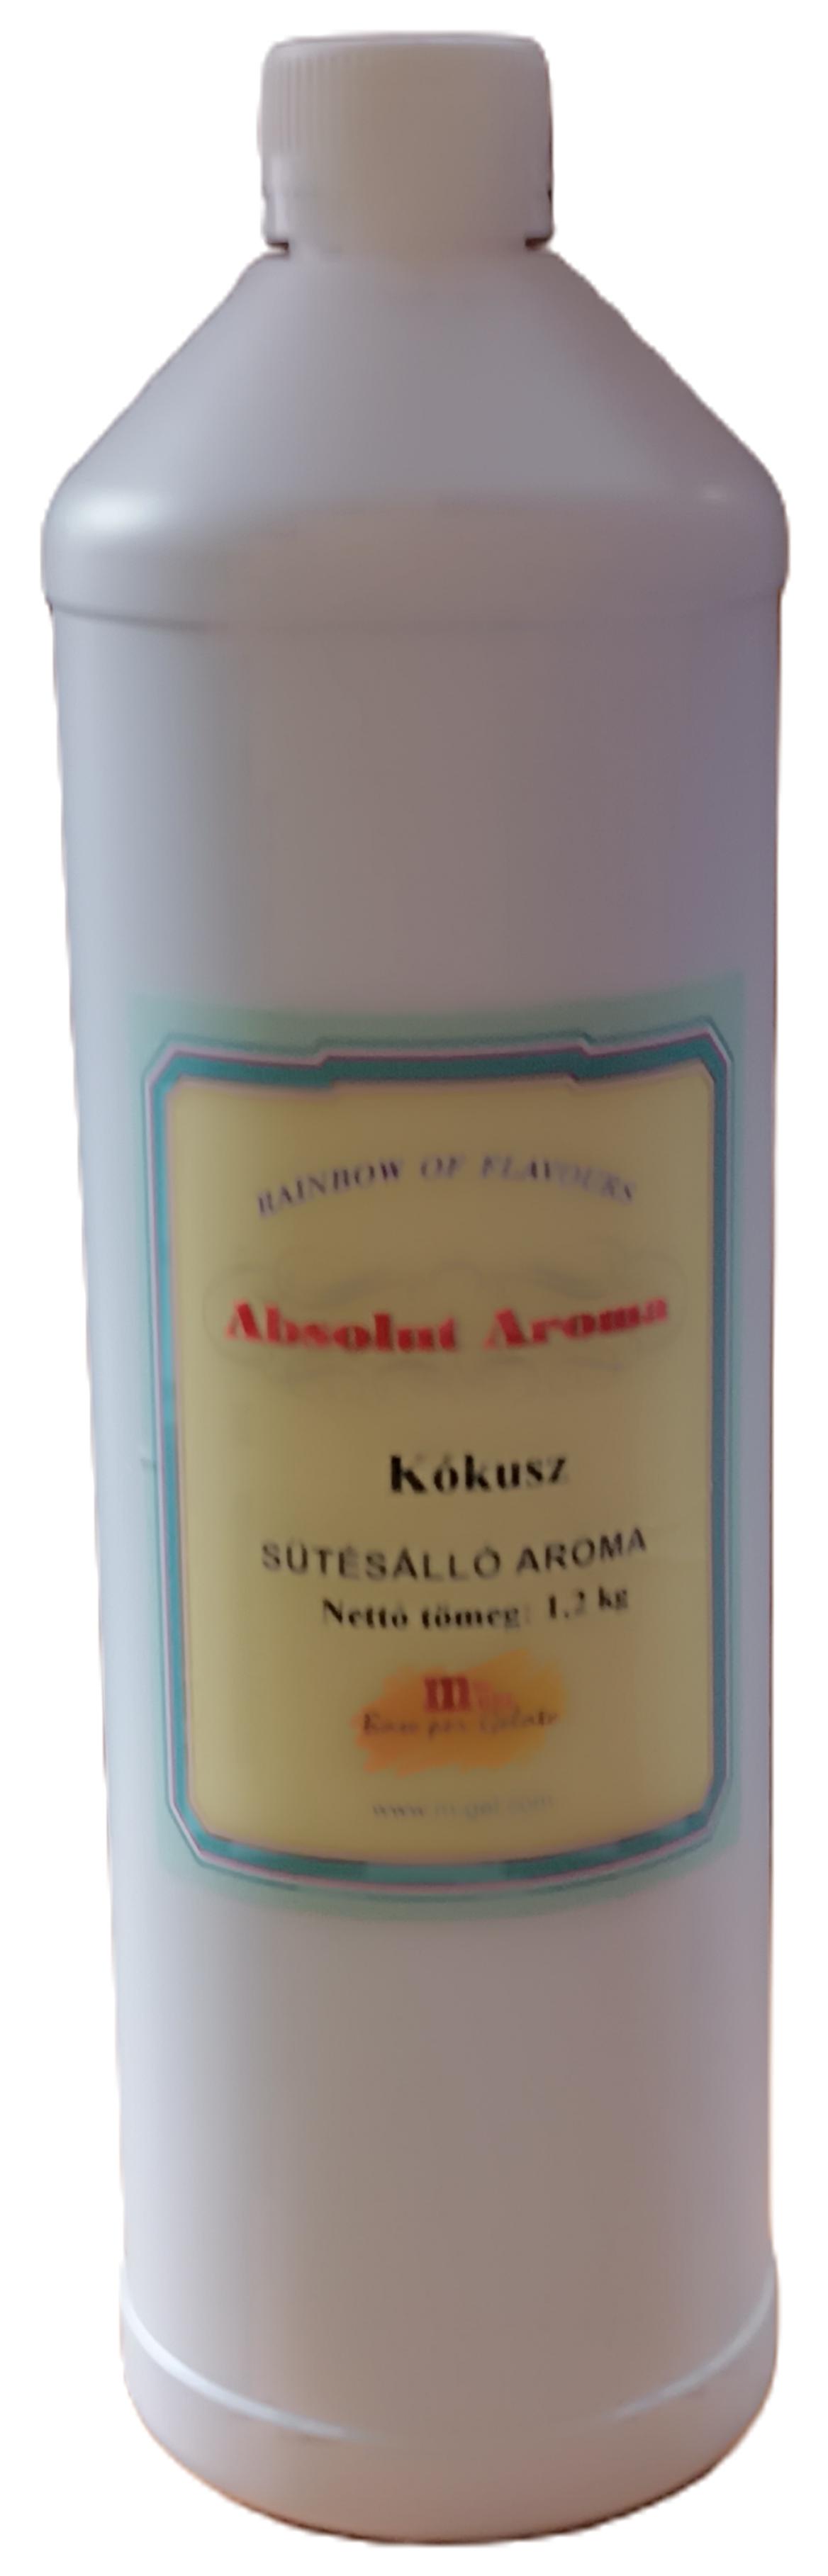 RAINBOW OF FLAVOURS
Absolut Aroma
Kókusz
SÜTÉSÁLLÓ AROMA
Nettó tömeg: 1,2 kg